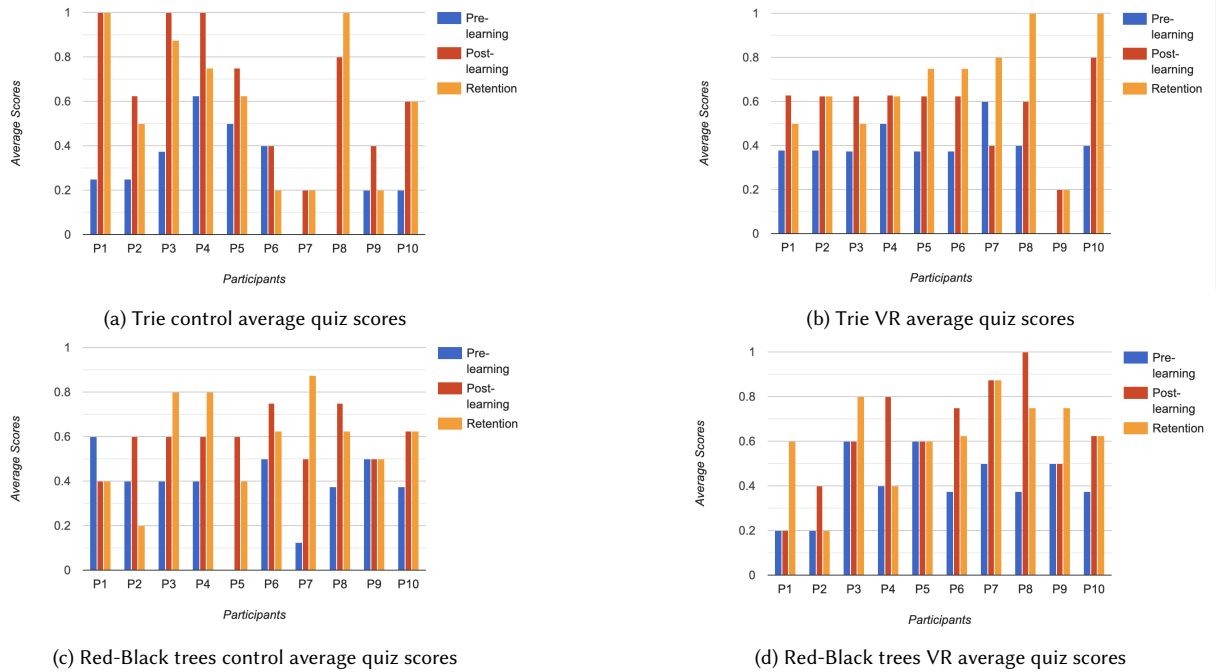 1
0.8
0.6
0.4
0.2
0
Average Scores
P1 P2 P3 P4 P5 P6 P7 P8 P9 P10
Participants
Pre-
learning
Post-
learning
Retention
(a) Trie control average quiz scores
1
0.8
0.6
0.4
0.2
0
Average Scores
P1 P2 P3 P4 P5 P6 P7 P8 P9 P10
Participants
Pre-
learning
Post-
learning
Retention
(b) Trie VR average quiz scores
1
0.8
0.6
0.4
0.2
0
Average Scores
P1 P2 P3 P4 P5 P6 P7 P8 P9 P10
Participants
Pre-
learning
Post-
learning
Retention
(c) Red-Black trees control average quiz scores
1
0.8
0.6
0.4
0.2
0
Average Scores
P1 P2 P3 P4 P5 P6 P7 P8 P9 P10
Participants
Pre-
learning
Post-
learning
Retention
(d) Red-Black trees VR average quiz scores